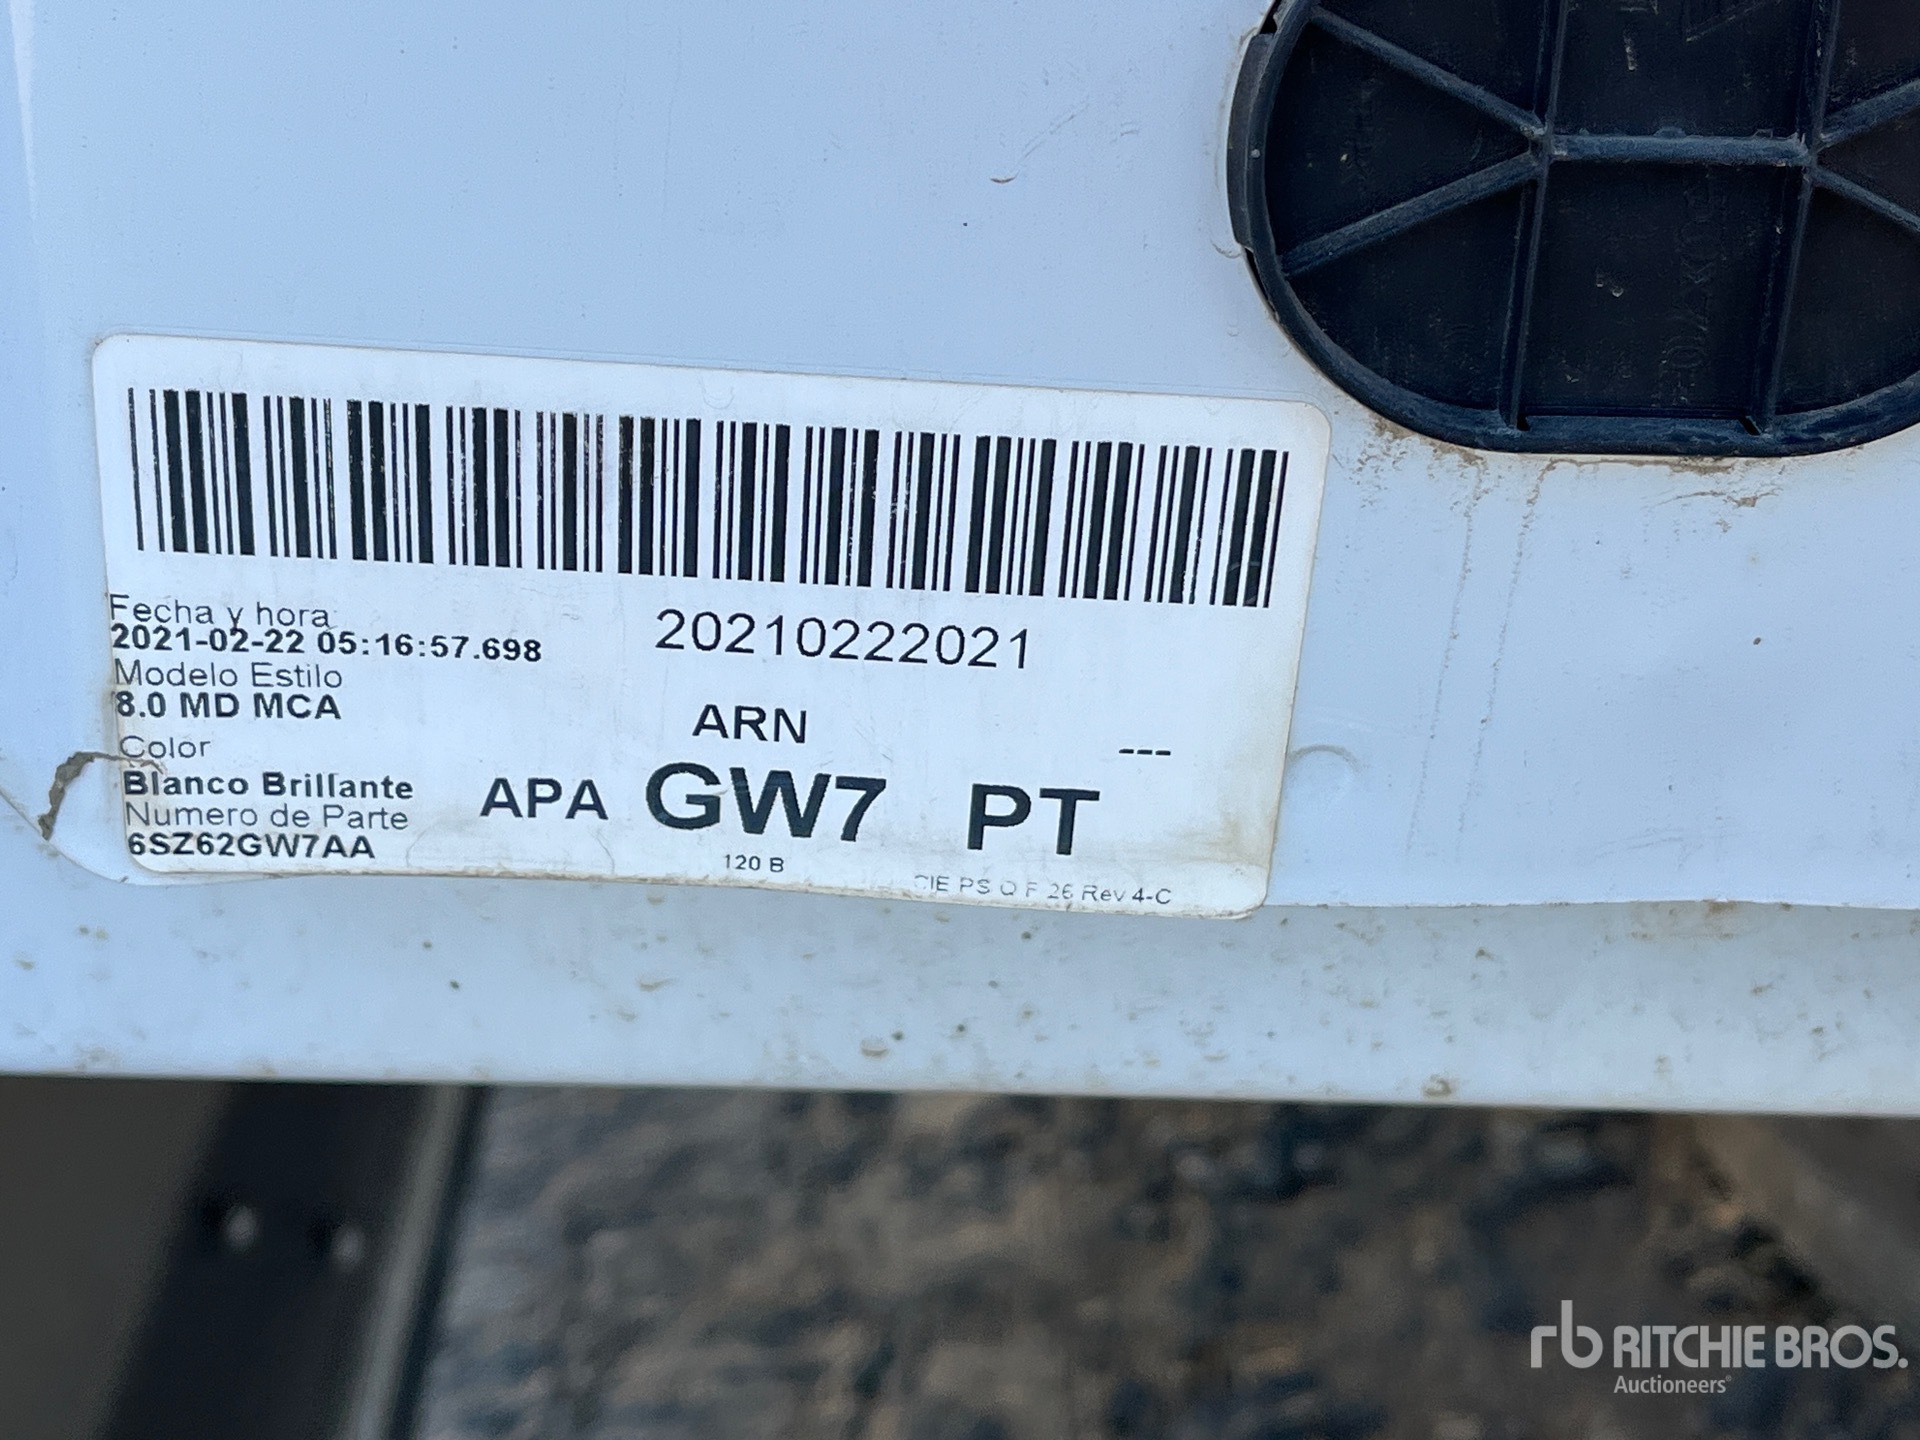 Fecha y hora
2021-02-22 05:16:57.698
20210222021
Modelo Estilo
8.0 MD MCA
ARN
---
Color
Blanco Brillante
APA GW7 PT
Numero de Parte
6SZ62GW7AA
120 B
CIE PS Q F 26 Rev 4-C
rb RITCHIE BROS.
Auctioneers